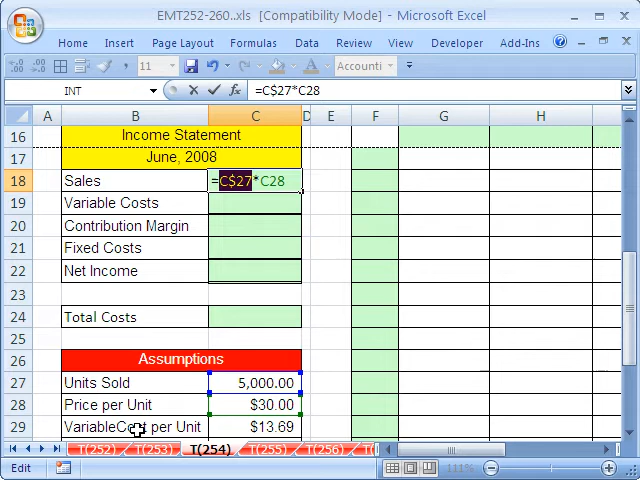 EMT252-260..xls [Compatibility Mode] - Microsoft Excel
Home Insert Page Layout Formulas Data Review View Developer Add-Ins
11 A Accounti
INT =C$27*C28
A B C D E F G H
16 Income Statement
17 June, 2008
18 Sales =C$27*C28
19 Variable Costs
20 Contribution Margin
21 Fixed Costs
22 Net Income
23
24 Total Costs
25
26 Assumptions
27 Units Sold 5,000.00
28 Price per Unit $30.00
29 VariableCost per Unit $13.69
T(252) T(253) T(254) T(255) T(256) T(
Edit 111%